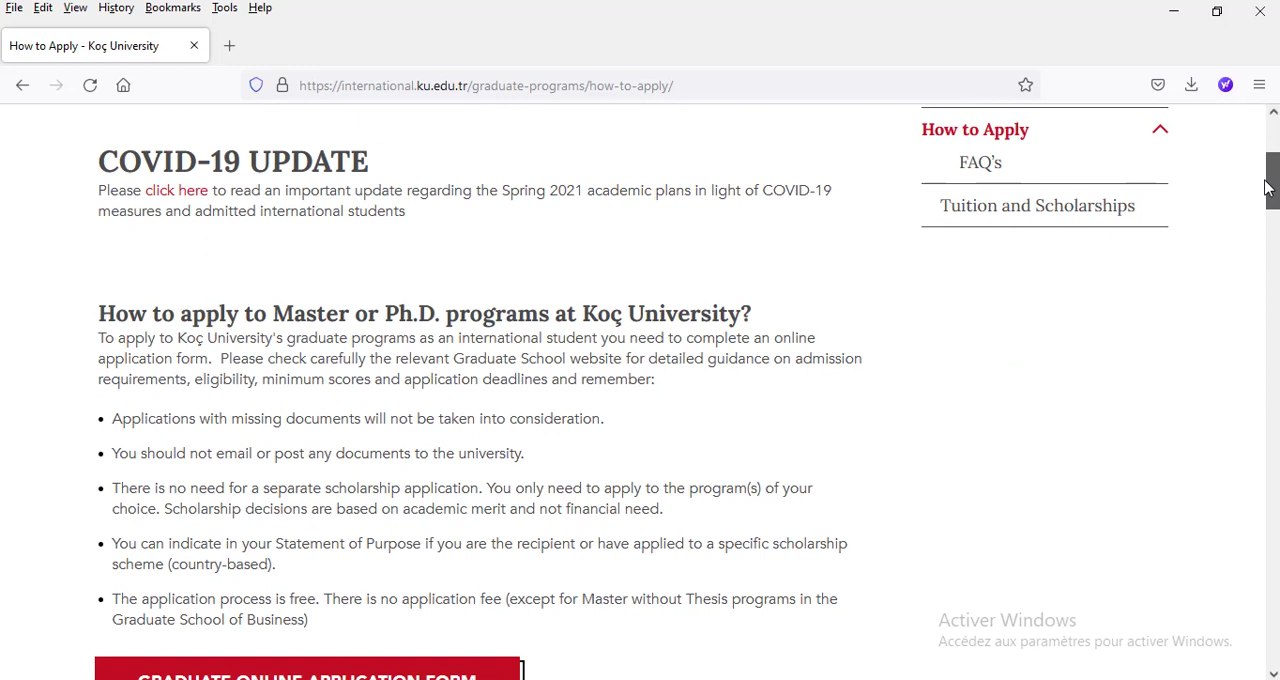 File Edit View History Bookmarks Tools Help
How to Apply - Koç University
https://international.ku.edu.tr/graduate-programs/how-to-apply/
COVID-19 UPDATE
Please click here to read an important update regarding the Spring 2021 academic plans in light of COVID-19
measures and admitted international students
How to Apply
FAQ's
Tuition and Scholarships
How to apply to Master or Ph.D. programs at Koç University?
To apply to Koç University's graduate programs as an international student you need to complete an online
application form. Please check carefully the relevant Graduate School website for detailed guidance on admission
requirements, eligibility, minimum scores and application deadlines and remember:
• Applications with missing documents will not be taken into consideration.
• You should not email or post any documents to the university.
• There is no need for a separate scholarship application. You only need to apply to the program(s) of your
choice. Scholarship decisions are based on academic merit and not financial need.
• You can indicate in your Statement of Purpose if you are the recipient or have applied to a specific scholarship
scheme (country-based).
• The application process is free. There is no application fee (except for Master without Thesis programs in the
Graduate School of Business)
GRADUATE ONLINE APPLICATION FORM
Activer Windows
Accédez aux paramètres pour activer Windows.